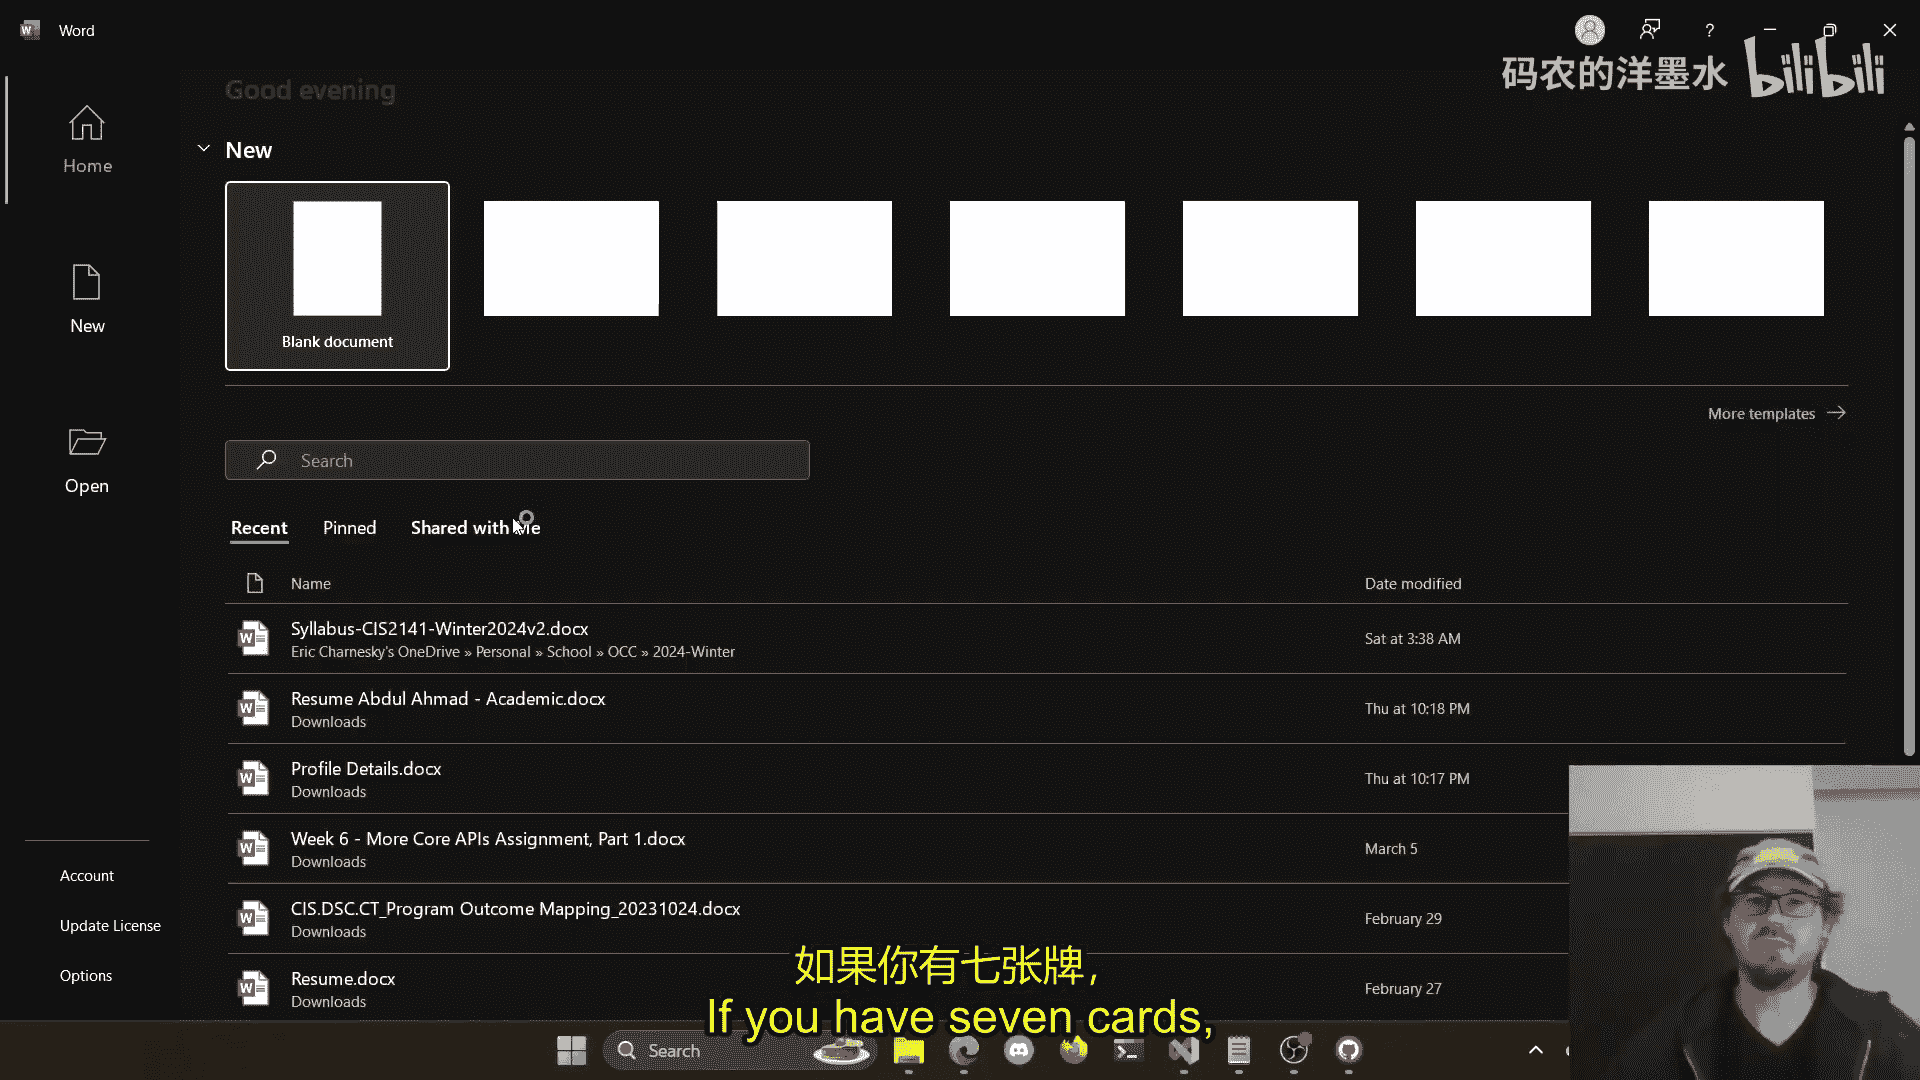 Word
?
码农的洋墨水 bilibili
Good evening
Home
New
Blank document
New
More templates
Search
Open
Recent Pinned Shared with Me
Name Date modified
Syllabus-CIS2141-Winter2024v2.docx
Eric Charnesky's OneDrive » Personal » School » OCC » 2024-Winter
Sat at 3:38 AM
Resume Abdul Ahmad - Academic.docx
Downloads
Thu at 10:18 PM
Profile Details.docx
Downloads
Thu at 10:17 PM
Week 6 - More Core APIs Assignment, Part 1.docx
Downloads
March 5
Account
CIS.DSC.CT_Program Outcome Mapping_20231024.docx
Downloads
February 29
Update License
Options
Resume.docx
Downloads
February 27
如果你有七张牌，
If you have seven cards,
Search